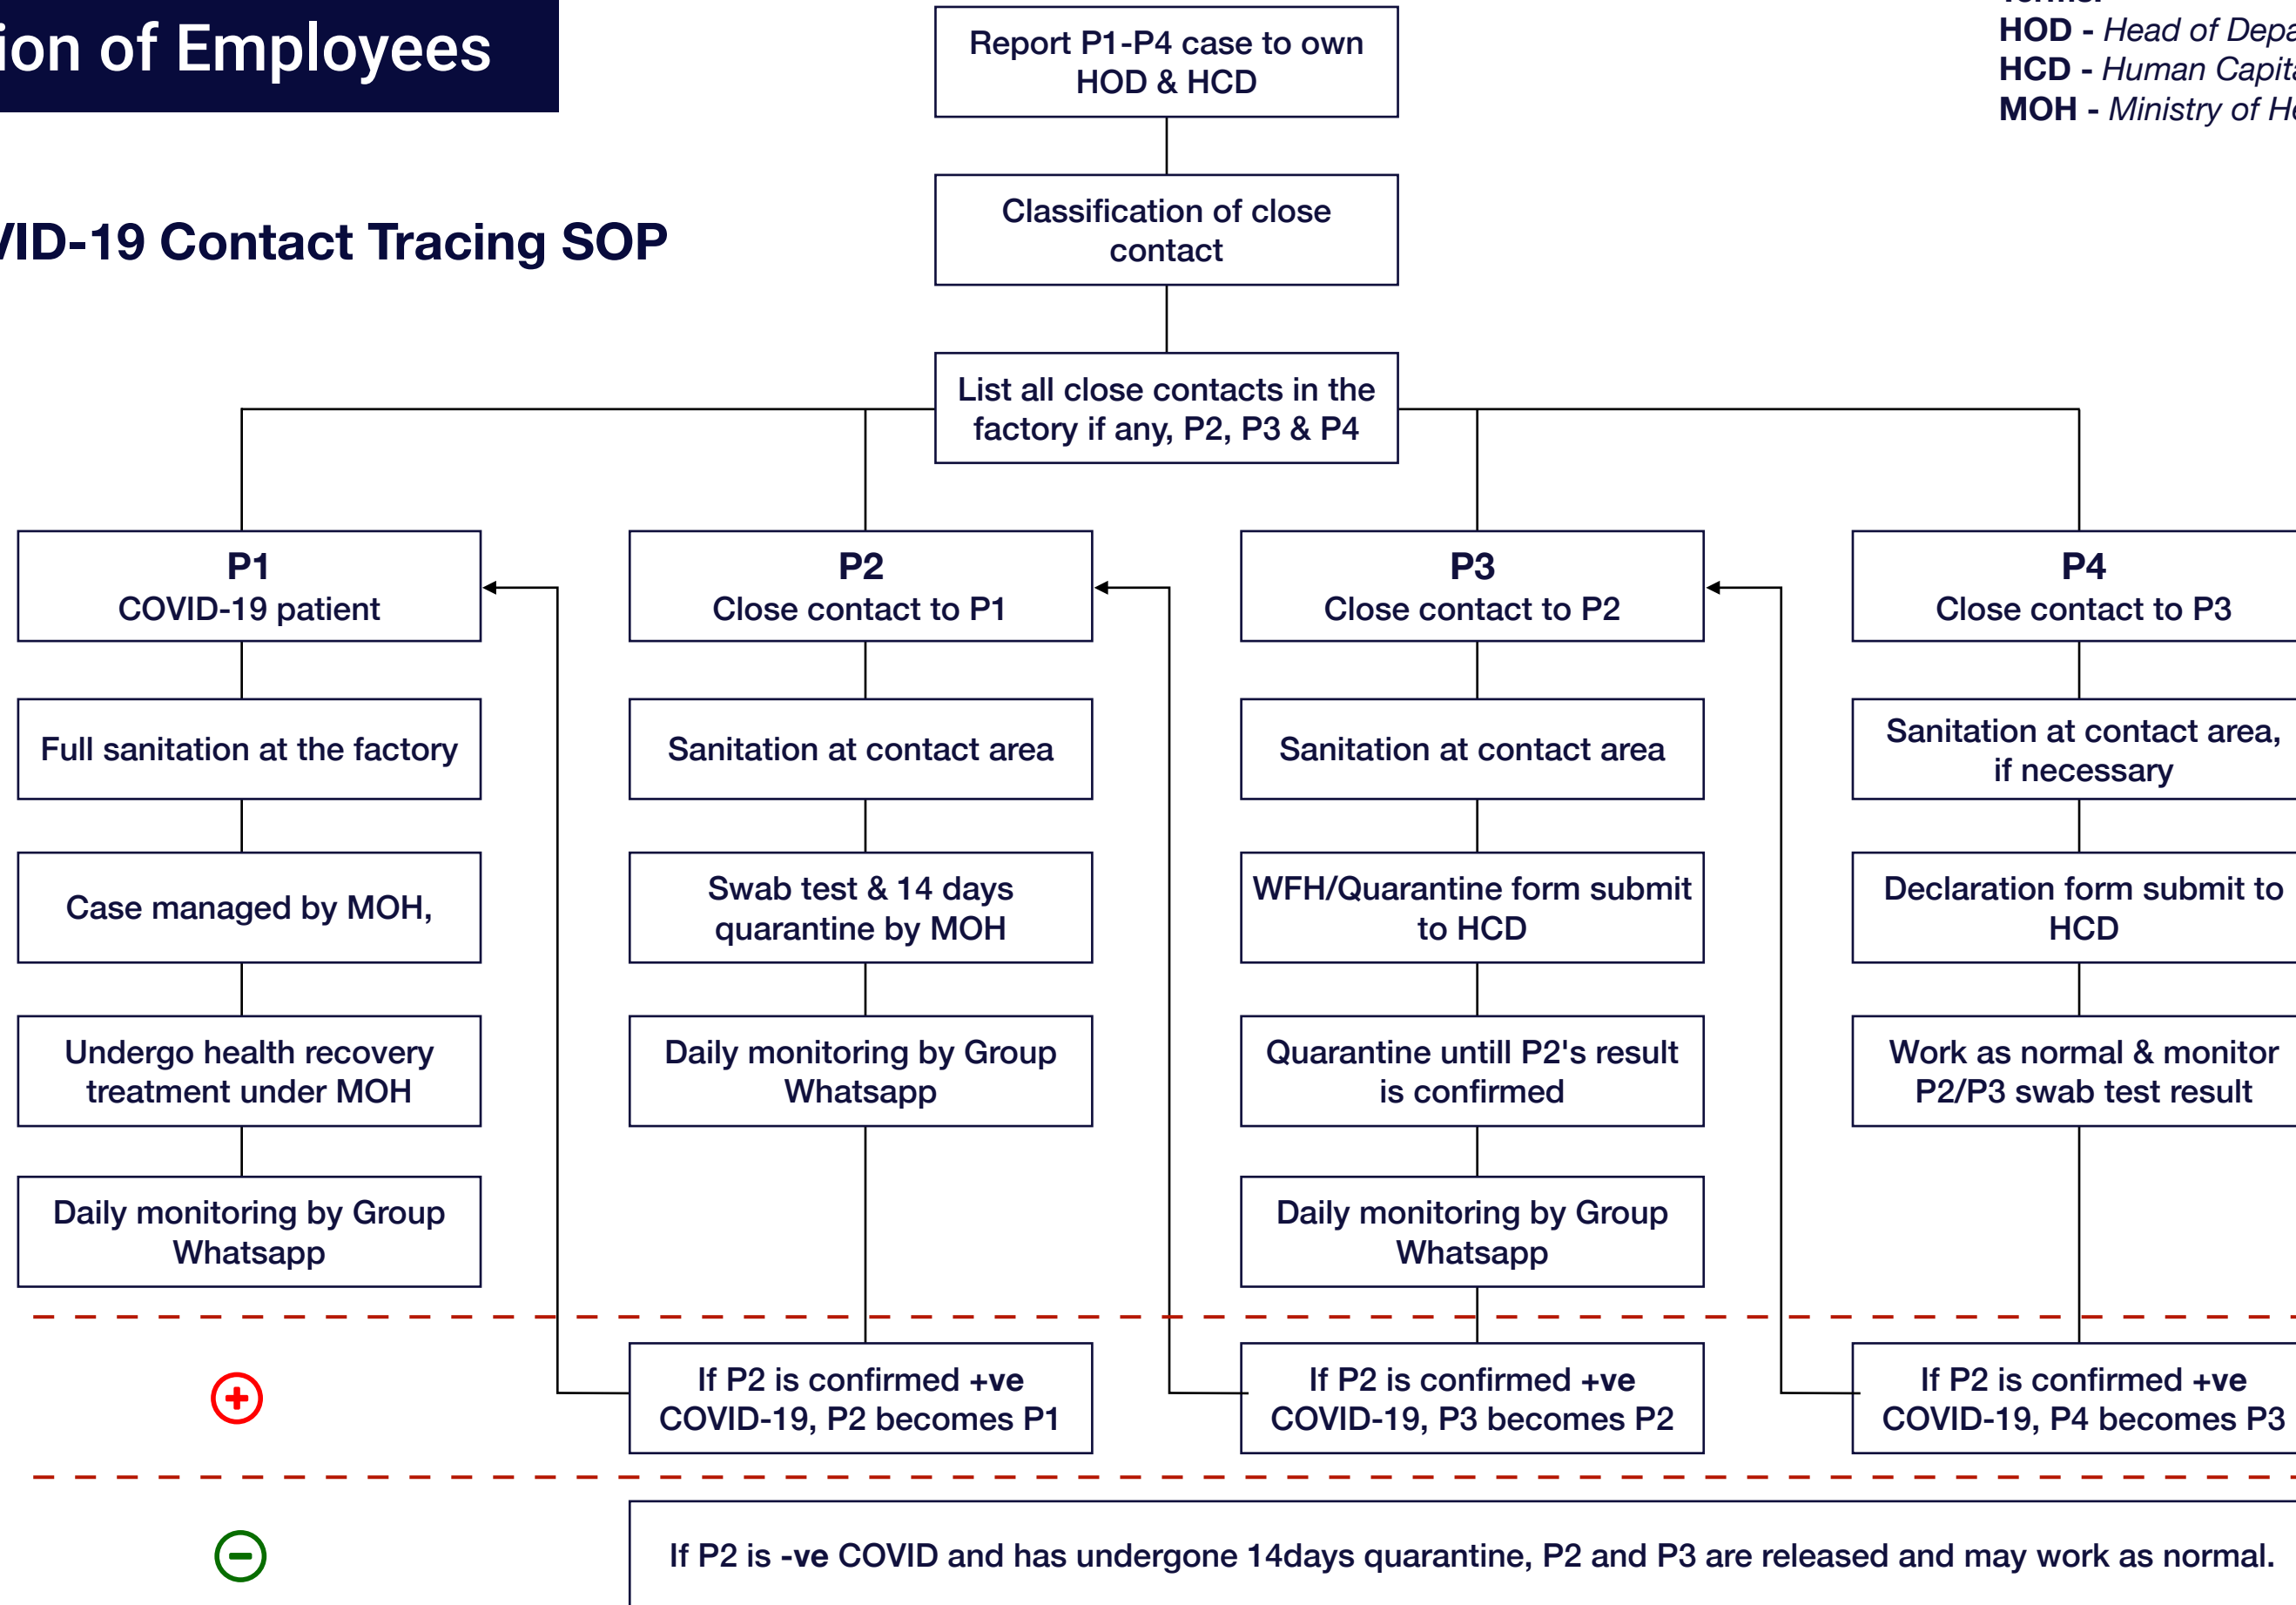 ion of Employees
HOD - Head of Depa
HCD - Human Capita
MOH - Ministry of He
VID-19 Contact Tracing SOP
Report P1-P4 case to own
HOD & HCD
Classification of close
contact
List all close contacts in the
factory if any, P2, P3 & P4
P1
COVID-19 patient
Full sanitation at the factory
Case managed by MOH,
Undergo health recovery
treatment under MOH
Daily monitoring by Group
Whatsapp
P2
Close contact to P1
Sanitation at contact area
Swab test & 14 days
quarantine by MOH
Daily monitoring by Group
Whatsapp
If P2 is confirmed +ve
COVID-19, P2 becomes P1
P3
Close contact to P2
Sanitation at contact area
WFH/Quarantine form submit
to HCD
Quarantine untill P2's result
is confirmed
Daily monitoring by Group
Whatsapp
If P2 is confirmed +ve
COVID-19, P3 becomes P2
P4
Close contact to P3
Sanitation at contact area,
if necessary
Declaration form submit to
HCD
Work as normal & monitor
P2/P3 swab test result
If P2 is confirmed +ve
COVID-19, P4 becomes P3
If P2 is -ve COVID and has undergone 14days quarantine, P2 and P3 are released and may work as normal.